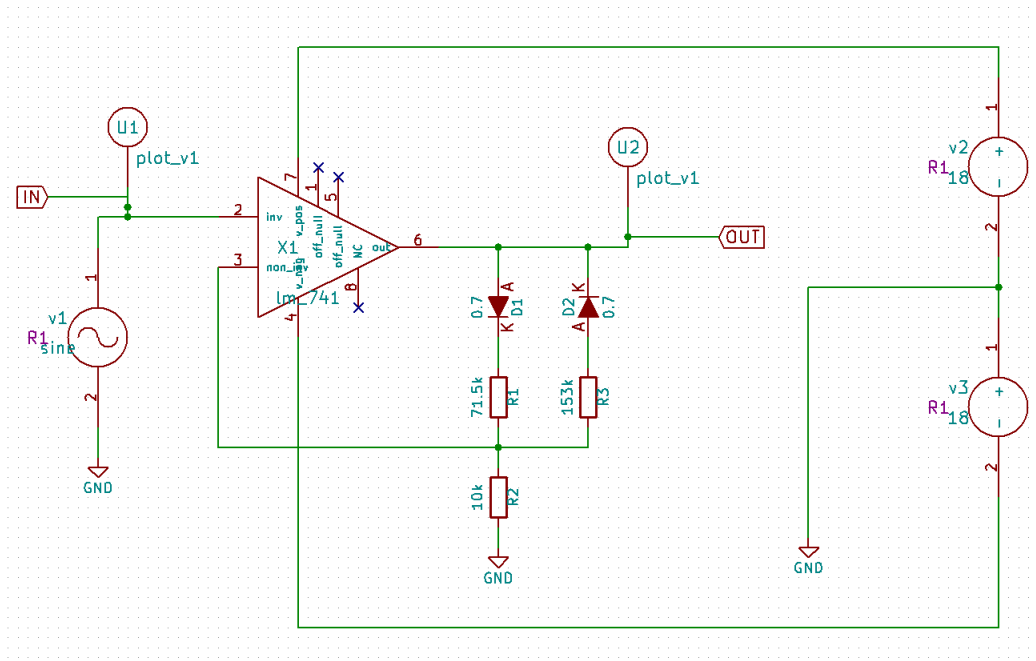 U1
plot_v1
IN
2
inv
3
non_inv
7
v_pos
1
off_null
5
off_null
NC
8
out
6
X1
v_neg
lm_741
4
1
v1
R1
sine
2
GND
U2
plot_v1
OUT
A
0.7
D1
K
K
D2
0.7
A
71.5k
R1
153k
R3
10k
R2
GND
1
v2
+
R1
18
2
1
v3
+
R1
18
2
GND